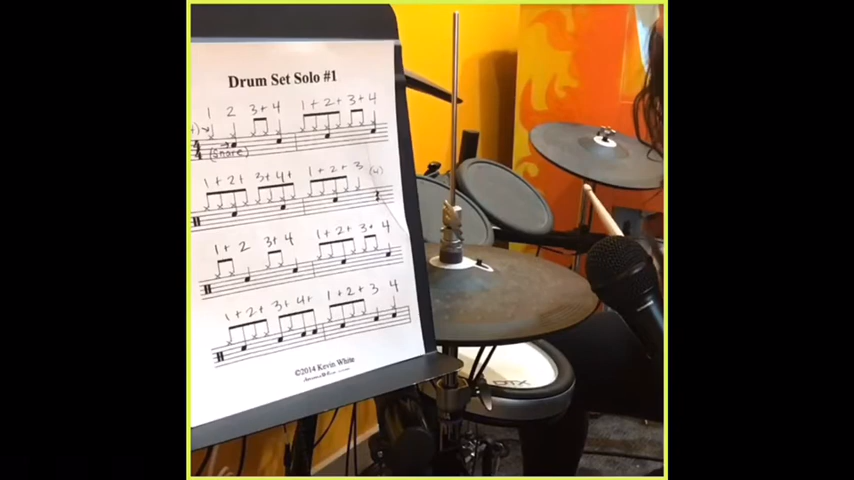 Drum Set Solo #1
1 2 3+4 1+2+3+4
(Snare)
1+2+ 3+4+ 1+2+3 (4)
1+2 3+4 1+2+ 3+4
1+2+ 3+4+ 1+2+3 4
©2014 Kevin White
DTX